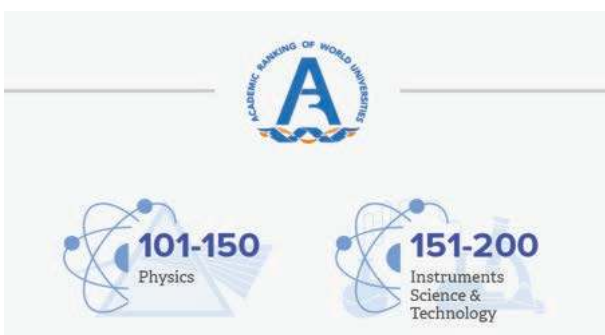 ACADEMIC RANKING OF WORLD UNIVERSITIES
101-150
Physics
151-200
Instruments
Science &
Technology